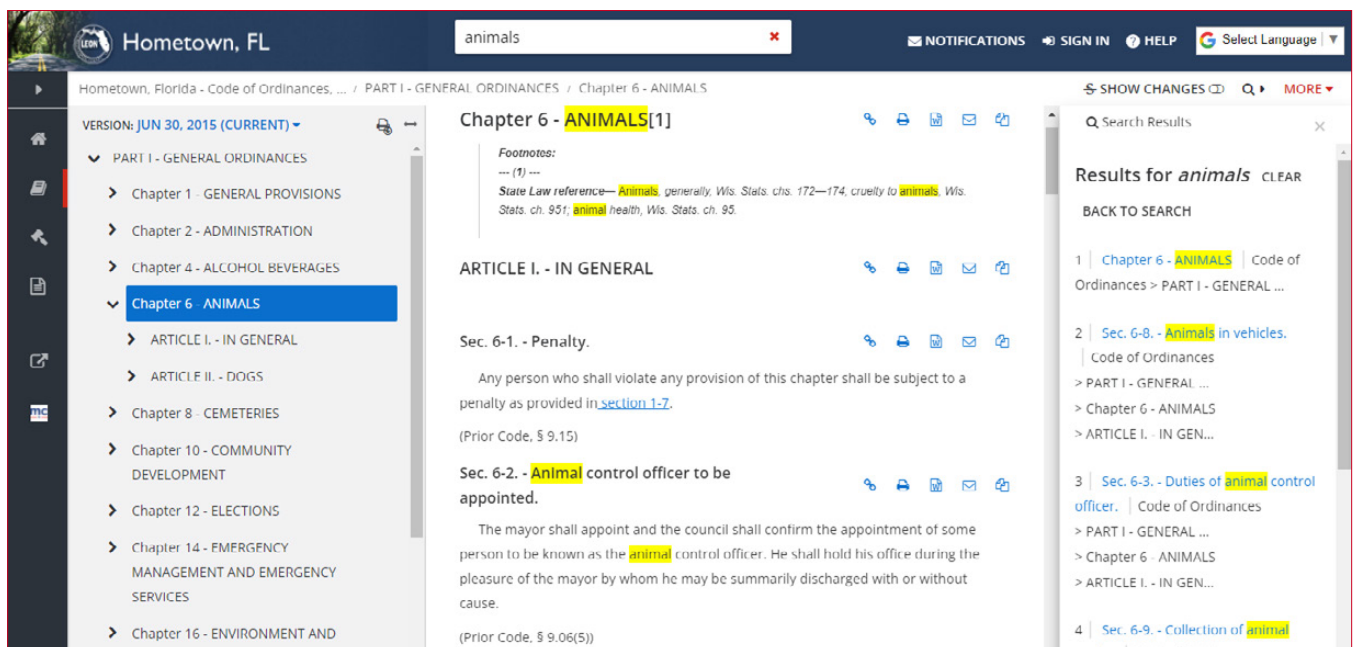 LEON
Hometown, FL
animals
NOTIFICATIONS
SIGN IN
HELP
Select Language
Hometown, Florida - Code of Ordinances, ... / PART I - GENERAL ORDINANCES / Chapter 6 - ANIMALS
SHOW CHANGES
MORE
VERSION: JUN 30, 2015 (CURRENT)
PART I - GENERAL ORDINANCES
Chapter 1 - GENERAL PROVISIONS
Chapter 2 - ADMINISTRATION
Chapter 4 - ALCOHOL BEVERAGES
Chapter 6 - ANIMALS
ARTICLE I. - IN GENERAL
ARTICLE II. - DOGS
Chapter 8 - CEMETERIES
Chapter 10 - COMMUNITY
DEVELOPMENT
Chapter 12 - ELECTIONS
Chapter 14 - EMERGENCY
MANAGEMENT AND EMERGENCY
SERVICES
Chapter 16 - ENVIRONMENT AND
mc
Chapter 6 - ANIMALS[1]
Footnotes:
--- (1) ---
State Law reference— Animals, generally, Wis. Stats. chs. 172—174, cruelty to animals, Wis.
Stats. ch. 951; animal health, Wis. Stats. ch. 95.
ARTICLE I. - IN GENERAL
Sec. 6-1. - Penalty.
Any person who shall violate any provision of this chapter shall be subject to a
penalty as provided in section 1-7.
(Prior Code, § 9.15)
Sec. 6-2. - Animal control officer to be
appointed.
The mayor shall appoint and the council shall confirm the appointment of some
person to be known as the animal control officer. He shall hold his office during the
pleasure of the mayor by whom he may be summarily discharged with or without
cause.
(Prior Code, § 9.06(5))
Search Results
Results for animals CLEAR
BACK TO SEARCH
1 Chapter 6 - ANIMALS Code of
Ordinances > PART I - GENERAL ...
2 Sec. 6-8. - Animals in vehicles.
Code of Ordinances
> PART I - GENERAL ...
> Chapter 6 - ANIMALS
> ARTICLE I. - IN GEN...
3 Sec. 6-3. - Duties of animal control
officer. Code of Ordinances
> PART I - GENERAL ...
> Chapter 6 - ANIMALS
> ARTICLE I. - IN GEN...
4 Sec. 6-9. - Collection of animal